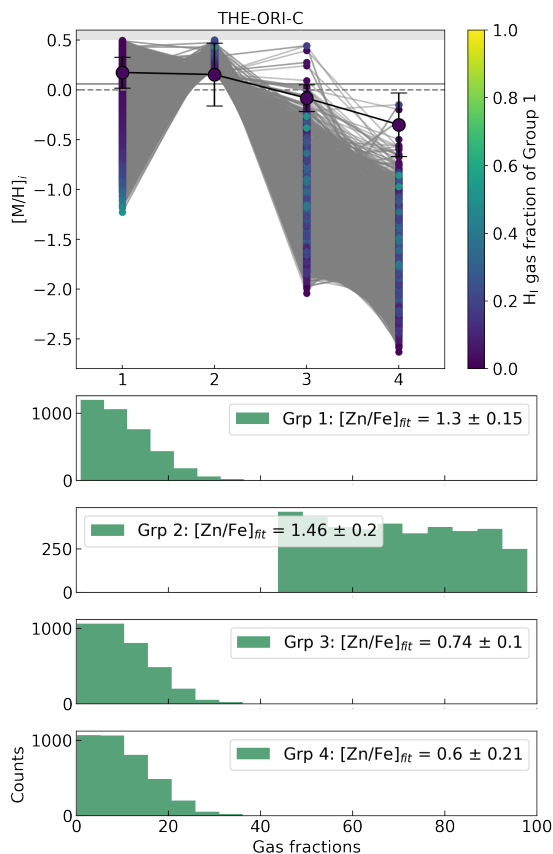 THE-ORI-C
0.5
0.0
−0.5
−1.0
−1.5
−2.0
−2.5
[M/H]i
1 2 3 4
1.0
0.8
0.6
0.4
0.2
0.0
HI gas fraction of Group 1
1000
0
Grp 1: [Zn/Fe]fit = 1.3 ± 0.15
250
0
Grp 2: [Zn/Fe]fit = 1.46 ± 0.2
1000
0
Grp 3: [Zn/Fe]fit = 0.74 ± 0.1
1000
0
Grp 4: [Zn/Fe]fit = 0.6 ± 0.21
Counts
0 20 40 60 80 100
Gas fractions